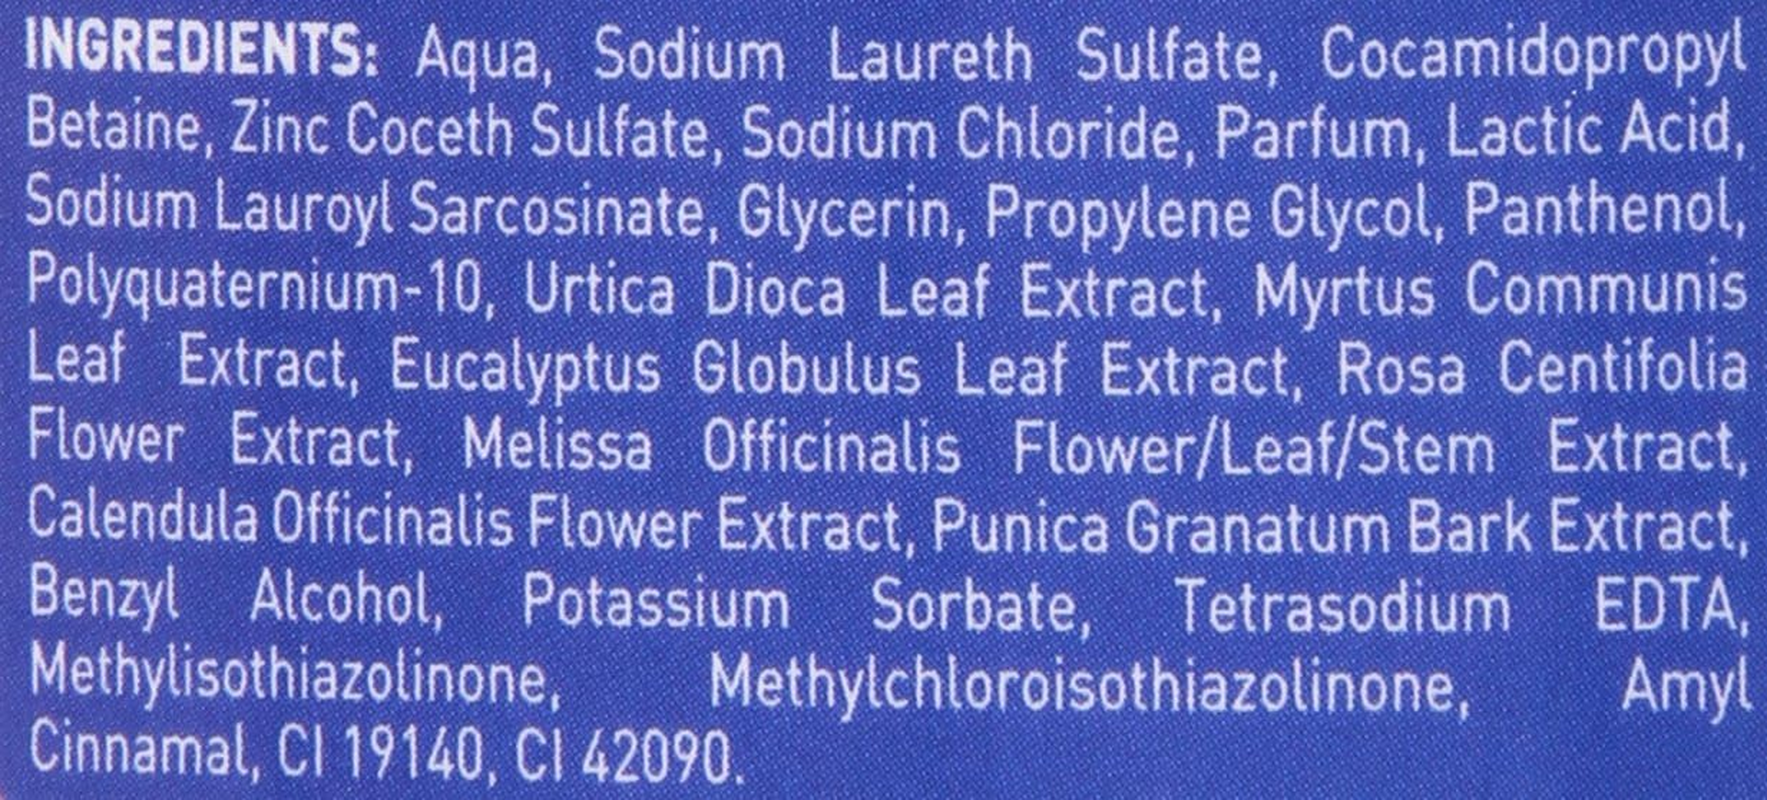 INGREDIENTS: Aqua, Sodium Laureth Sulfate, Cocamidopropyl
Betaine, Zinc Coceth Sulfate, Sodium Chloride, Parfum, Lactic Acid,
Sodium Lauroyl Sarcosinate, Glycerin, Propylene Glycol, Panthenol,
Polyquaternium-10, Urtica Dioca Leaf Extract, Myrtus Communis
Leaf Extract, Eucalyptus Globulus Leaf Extract, Rosa Centifolia
Flower Extract, Melissa Officinalis Flower/Leaf/Stem Extract,
Calendula Officinalis Flower Extract, Punica Granatum Bark Extract,
Benzyl Alcohol, Potassium Sorbate, Tetrasodium EDTA,
Methylisothiazolinone, Methylchloroisothiazolinone, Amyl
Cinnamal, CI 19140, CI 42090.